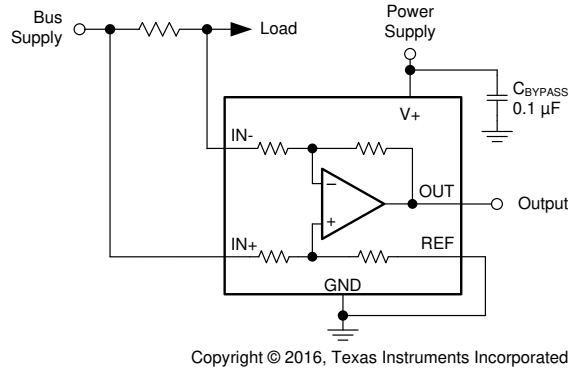 Bus
Supply
Load
Power
Supply
CBYPASS
0.1 µF
V+
IN-
−
OUT
Output
+
IN+
REF
GND
Copyright © 2016, Texas Instruments Incorporated